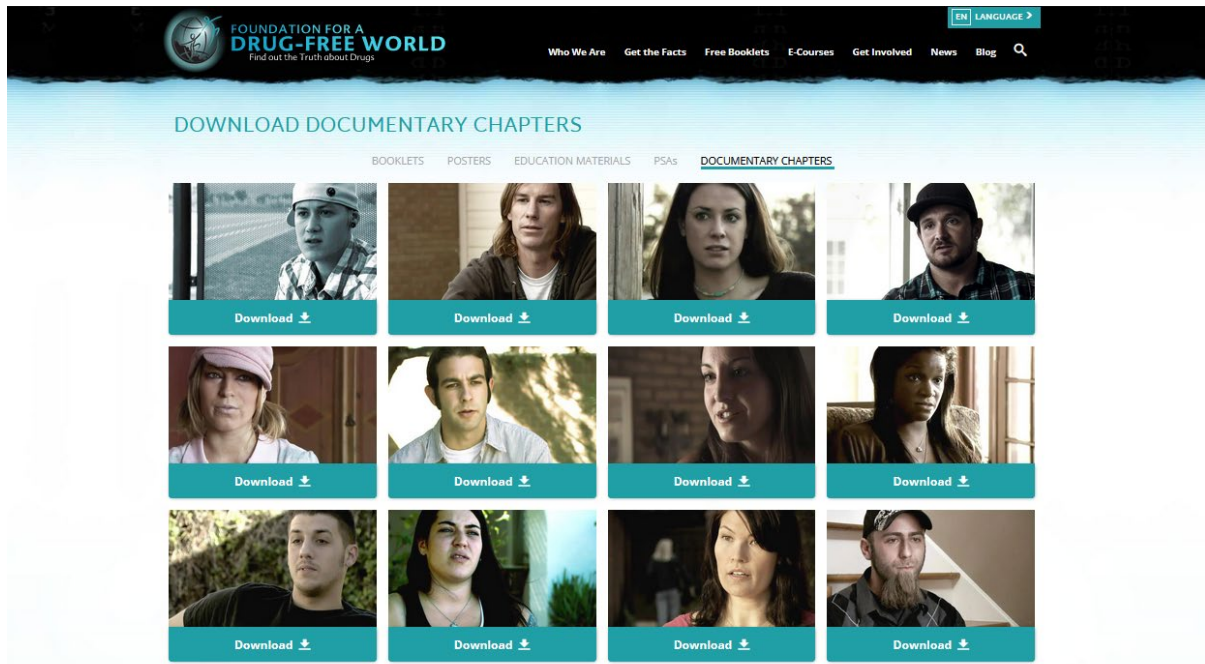 EN LANGUAGE >
FOUNDATION FOR A
DRUG-FREE WORLD
Find out the Truth about Drugs
Who We Are Get the Facts Free Booklets E-Courses Get Involved News Blog
DOWNLOAD DOCUMENTARY CHAPTERS
BOOKLETS POSTERS EDUCATION MATERIALS PSAs DOCUMENTARY CHAPTERS
Download Download Download Download
Download Download Download Download
Download Download Download Download